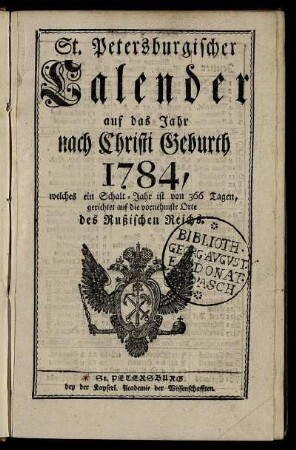 St. Petersburgischer
Calender
auf das Jahr
nach Christi Geburth
1784,
welches ein Schalt-Jahr ist von 366 Tagen,
gerichtet auf die vornehmste Orte
des Rußischen Reichs.
BIBLIOTH.
GEORG AUGUST.
E DONAT.
ASCH.
St. PETERSBURG
bey der Kayserl. Academie der Wissenschafften.